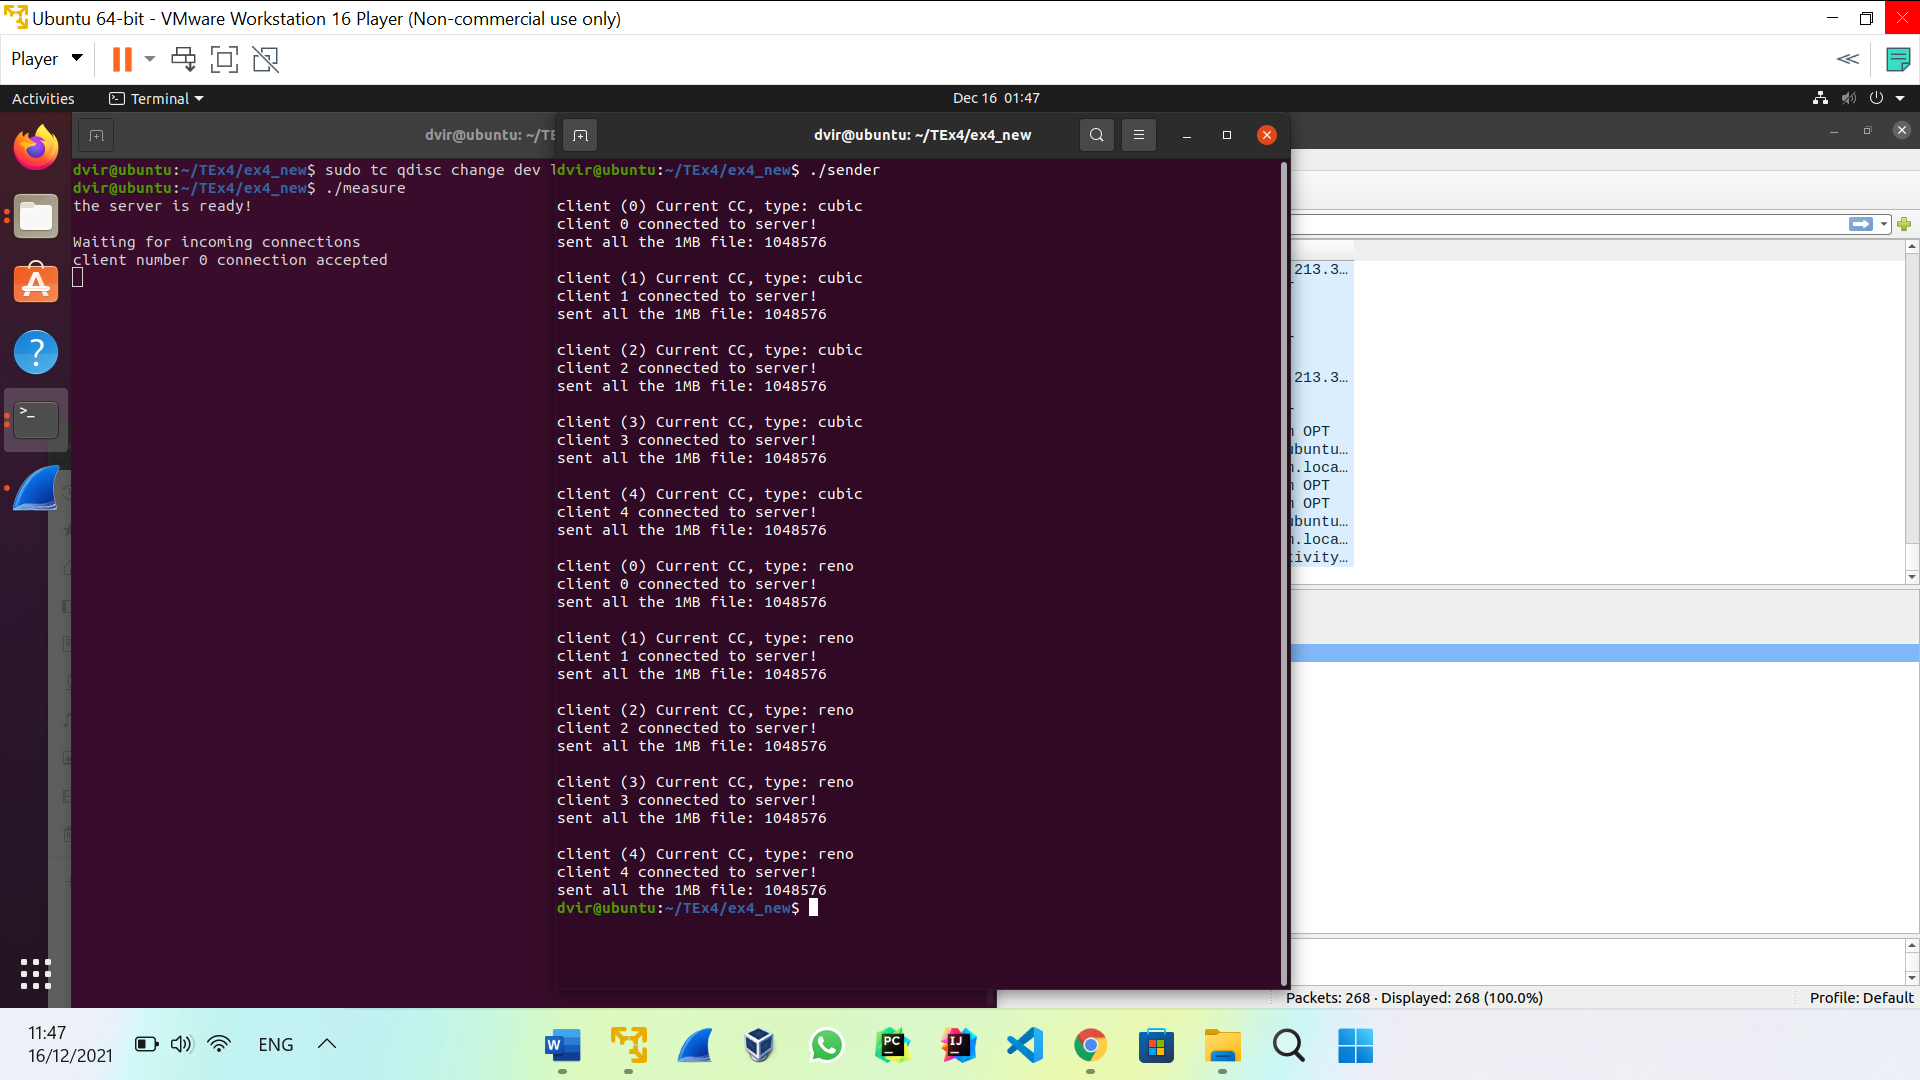 Ubuntu 64-bit - VMware Workstation 16 Player (Non-commercial use only)
Player
Activities
Terminal
Dec 16 01:47
dvir@ubuntu: ~/TE
dvir@ubuntu:~/TEx4/ex4_new$ sudo tc qdisc change dev
dvir@ubuntu:~/TEx4/ex4_new$ ./measure
the server is ready!
Waiting for incoming connections
client number 0 connection accepted
dvir@ubuntu: ~/TEx4/ex4_new
dvir@ubuntu:~/TEx4/ex4_new$ ./sender
client (0) Current CC, type: cubic
client 0 connected to server!
sent all the 1MB file: 1048576
client (1) Current CC, type: cubic
client 1 connected to server!
sent all the 1MB file: 1048576
client (2) Current CC, type: cubic
client 2 connected to server!
sent all the 1MB file: 1048576
client (3) Current CC, type: cubic
client 3 connected to server!
sent all the 1MB file: 1048576
client (4) Current CC, type: cubic
client 4 connected to server!
sent all the 1MB file: 1048576
client (0) Current CC, type: reno
client 0 connected to server!
sent all the 1MB file: 1048576
client (1) Current CC, type: reno
client 1 connected to server!
sent all the 1MB file: 1048576
client (2) Current CC, type: reno
client 2 connected to server!
sent all the 1MB file: 1048576
client (3) Current CC, type: reno
client 3 connected to server!
sent all the 1MB file: 1048576
client (4) Current CC, type: reno
client 4 connected to server!
sent all the 1MB file: 1048576
dvir@ubuntu:~/TEx4/ex4_new$
213.3…
213.3…
OPT
ubuntu…
.loca…
OPT
OPT
ubuntu…
.loca…
tivity…
Packets: 268 · Displayed: 268 (100.0%)
Profile: Default
11:47
16/12/2021
ENG
W
PC
IJ